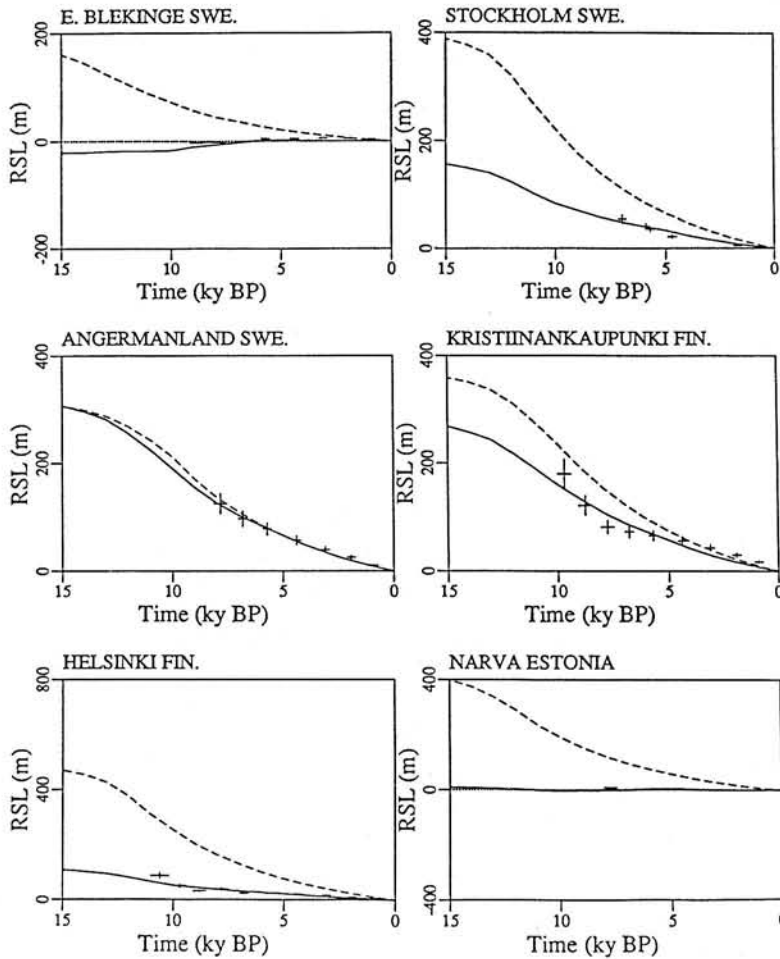 E. BLEKINGE SWE.
200
0
-200
RSL (m)
15 10 5 0
Time (ky BP)
STOCKHOLM SWE.
400
200
0
RSL (m)
15 10 5 0
Time (ky BP)
ANGERMANLAND SWE.
400
200
0
RSL (m)
15 10 5 0
Time (ky BP)
KRISTIINANKAUPUNKI FIN.
400
200
0
RSL (m)
15 10 5 0
Time (ky BP)
HELSINKI FIN.
800
400
0
RSL (m)
15 10 5 0
Time (ky BP)
NARVA ESTONIA
400
0
-400
RSL (m)
15 10 5 0
Time (ky BP)